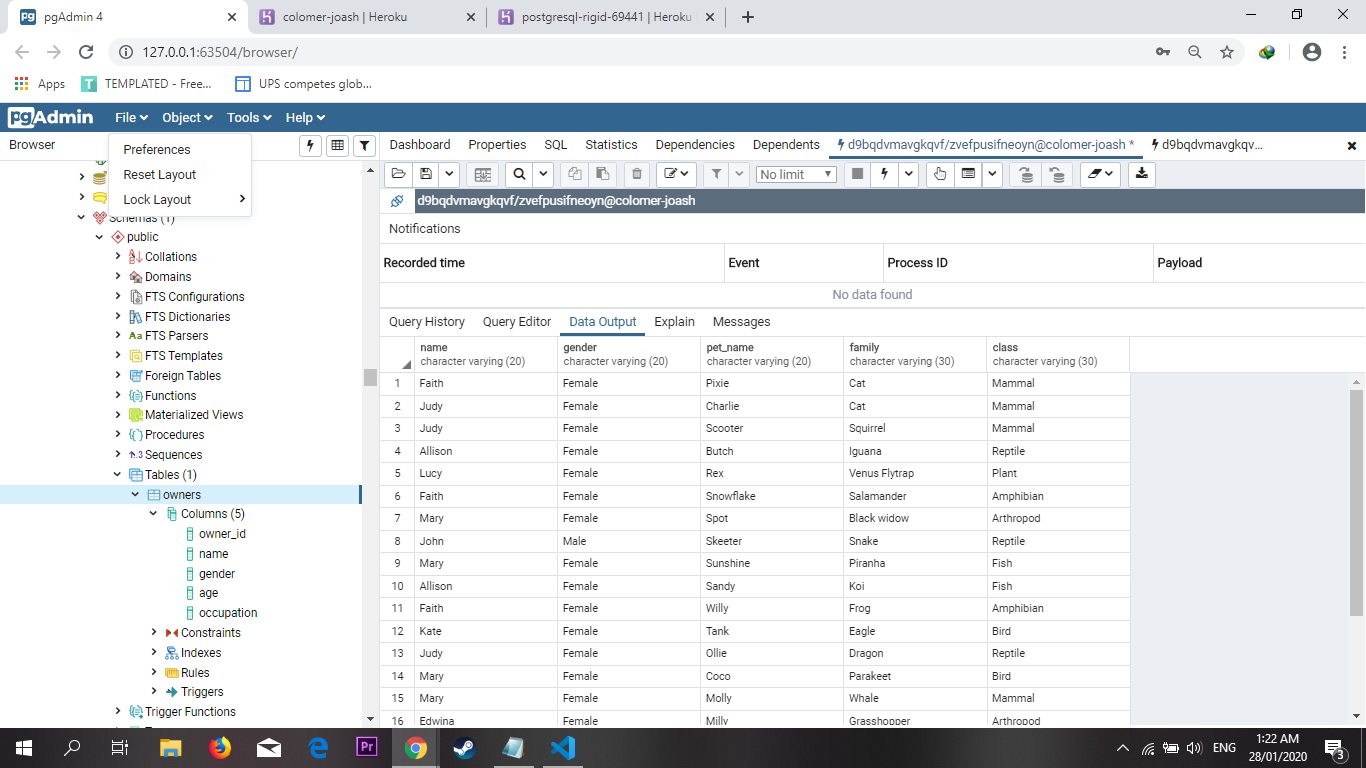 pgAdmin 4
colomer-joash | Heroku
postgresql-rigid-69441 | Heroku
127.0.0.1:63504/browser/
Apps
TEMPLATED - Free...
UPS competes glob...
pgAdmin File Object Tools Help
Browser
Preferences
Reset Layout
Lock Layout
Schemas (1)
public
Collations
Domains
FTS Configurations
FTS Dictionaries
Aa FTS Parsers
FTS Templates
Foreign Tables
Functions
Materialized Views
Procedures
1..3 Sequences
Tables (1)
owners
Columns (5)
owner_id
name
gender
age
occupation
Constraints
Indexes
Rules
Triggers
Trigger Functions
Dashboard Properties SQL Statistics Dependencies Dependents d9bqdvmavgkqvf/zvefpusifneoyn@colomer-joash * d9bqdvmavgkqv...
No limit
d9bqdvmavgkqvf/zvefpusifneoyn@colomer-joash
Notifications
Recorded time Event Process ID Payload
No data found
Query History Query Editor Data Output Explain Messages
name gender pet_name family class
character varying (20) character varying (20) character varying (20) character varying (30) character varying (30)
1 Faith Female Pixie Cat Mammal
2 Judy Female Charlie Cat Mammal
3 Judy Female Scooter Squirrel Mammal
4 Allison Female Butch Iguana Reptile
5 Lucy Female Rex Venus Flytrap Plant
6 Faith Female Snowflake Salamander Amphibian
7 Mary Female Spot Black widow Arthropod
8 John Male Skeeter Snake Reptile
9 Mary Female Sunshine Piranha Fish
10 Allison Female Sandy Koi Fish
11 Faith Female Willy Frog Amphibian
12 Kate Female Tank Eagle Bird
13 Judy Female Ollie Dragon Reptile
14 Mary Female Coco Parakeet Bird
15 Mary Female Molly Whale Mammal
16 Edwina Female Milly Grasshopper Arthropod
Pr
ENG
1:22 AM
28/01/2020
3